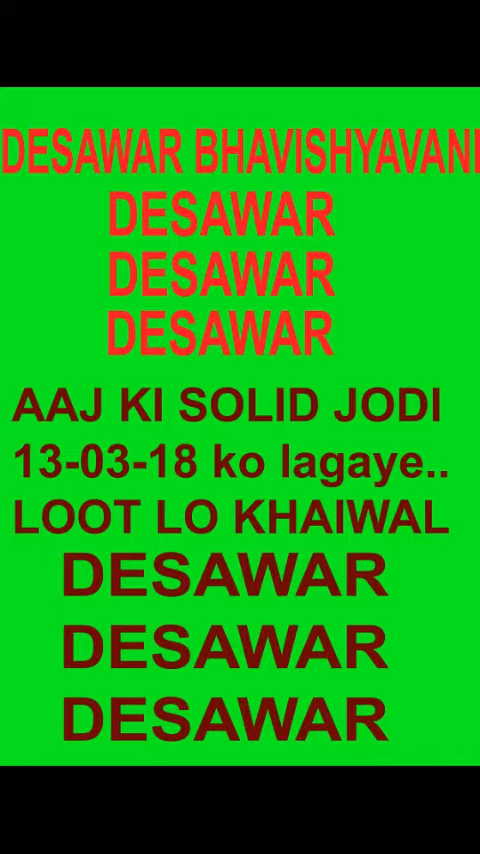 DESAWAR BHAVISHYAVANI
DESAWAR
DESAWAR
DESAWAR
AAJ KI SOLID JODI
13-03-18 ko lagaye..
LOOT LO KHAIWAL
DESAWAR
DESAWAR
DESAWAR